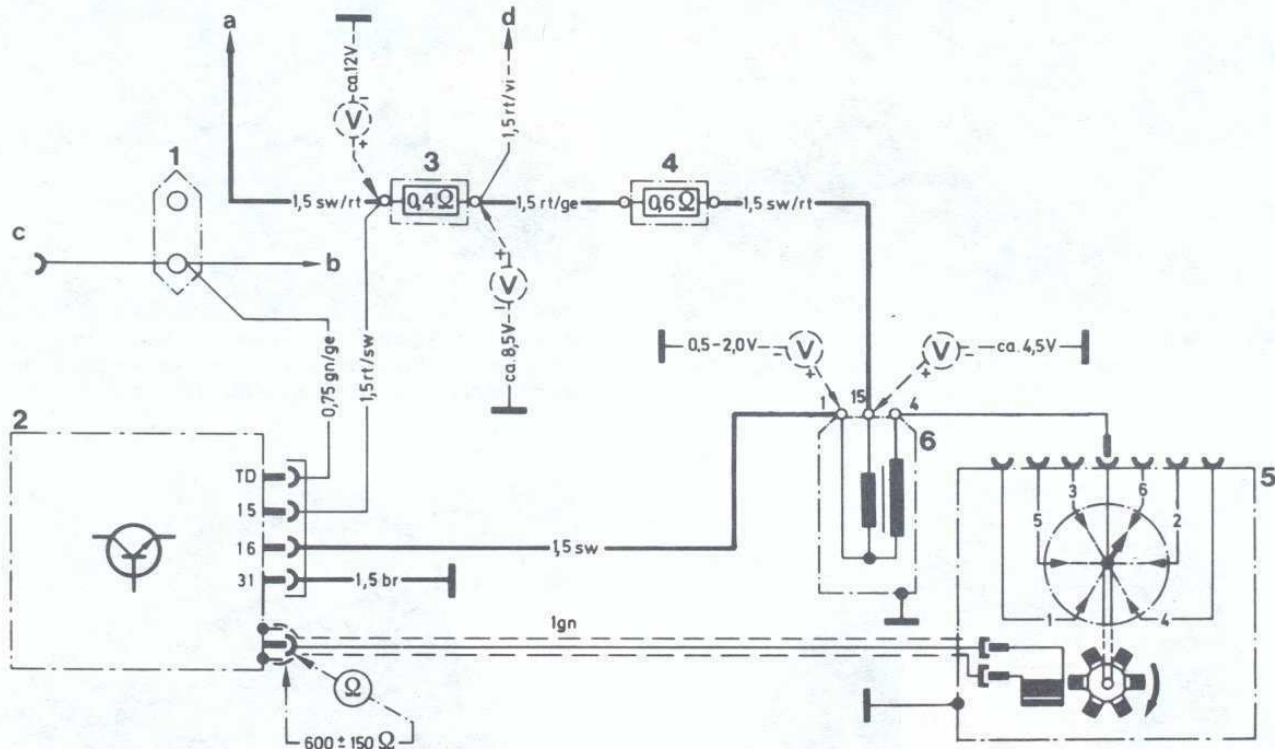 a
d
ca.12V
V
-
+
1,5 rt/vi
1
3
4
1,5 sw/rt
0,4 Ω
1,5 rt/ge
0,6 Ω
1,5 sw/rt
c
b
+
V
-
ca. 8,5V
0,75 gn/ge
1,5 rt/sw
0,5-2,0V
V
-
+
V
-
+
ca. 4,5V
1
15
4
2
6
5
TD
15
16
31
1,5 sw
1,5 br
3
6
5
2
1
4
1gn
Ω
600 ± 150 Ω